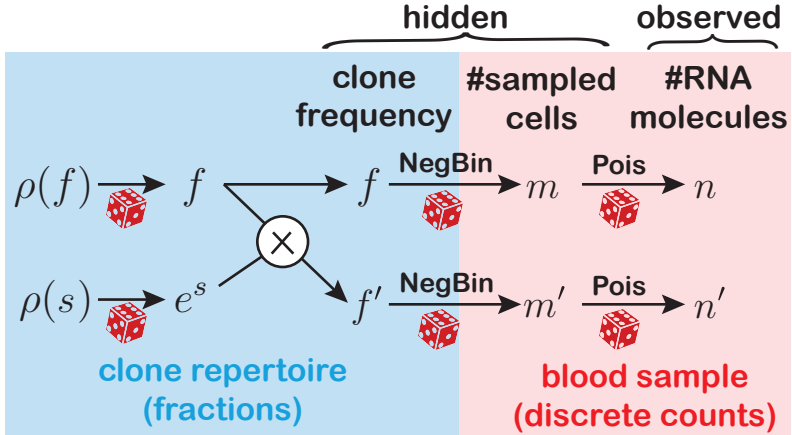 hidden observed
clone frequency #sampled cells #RNA molecules
ρ(f) f f NegBin m Pois n
×
ρ(s) e^s f′ NegBin m′ Pois n′
clone repertoire
(fractions)
blood sample
(discrete counts)